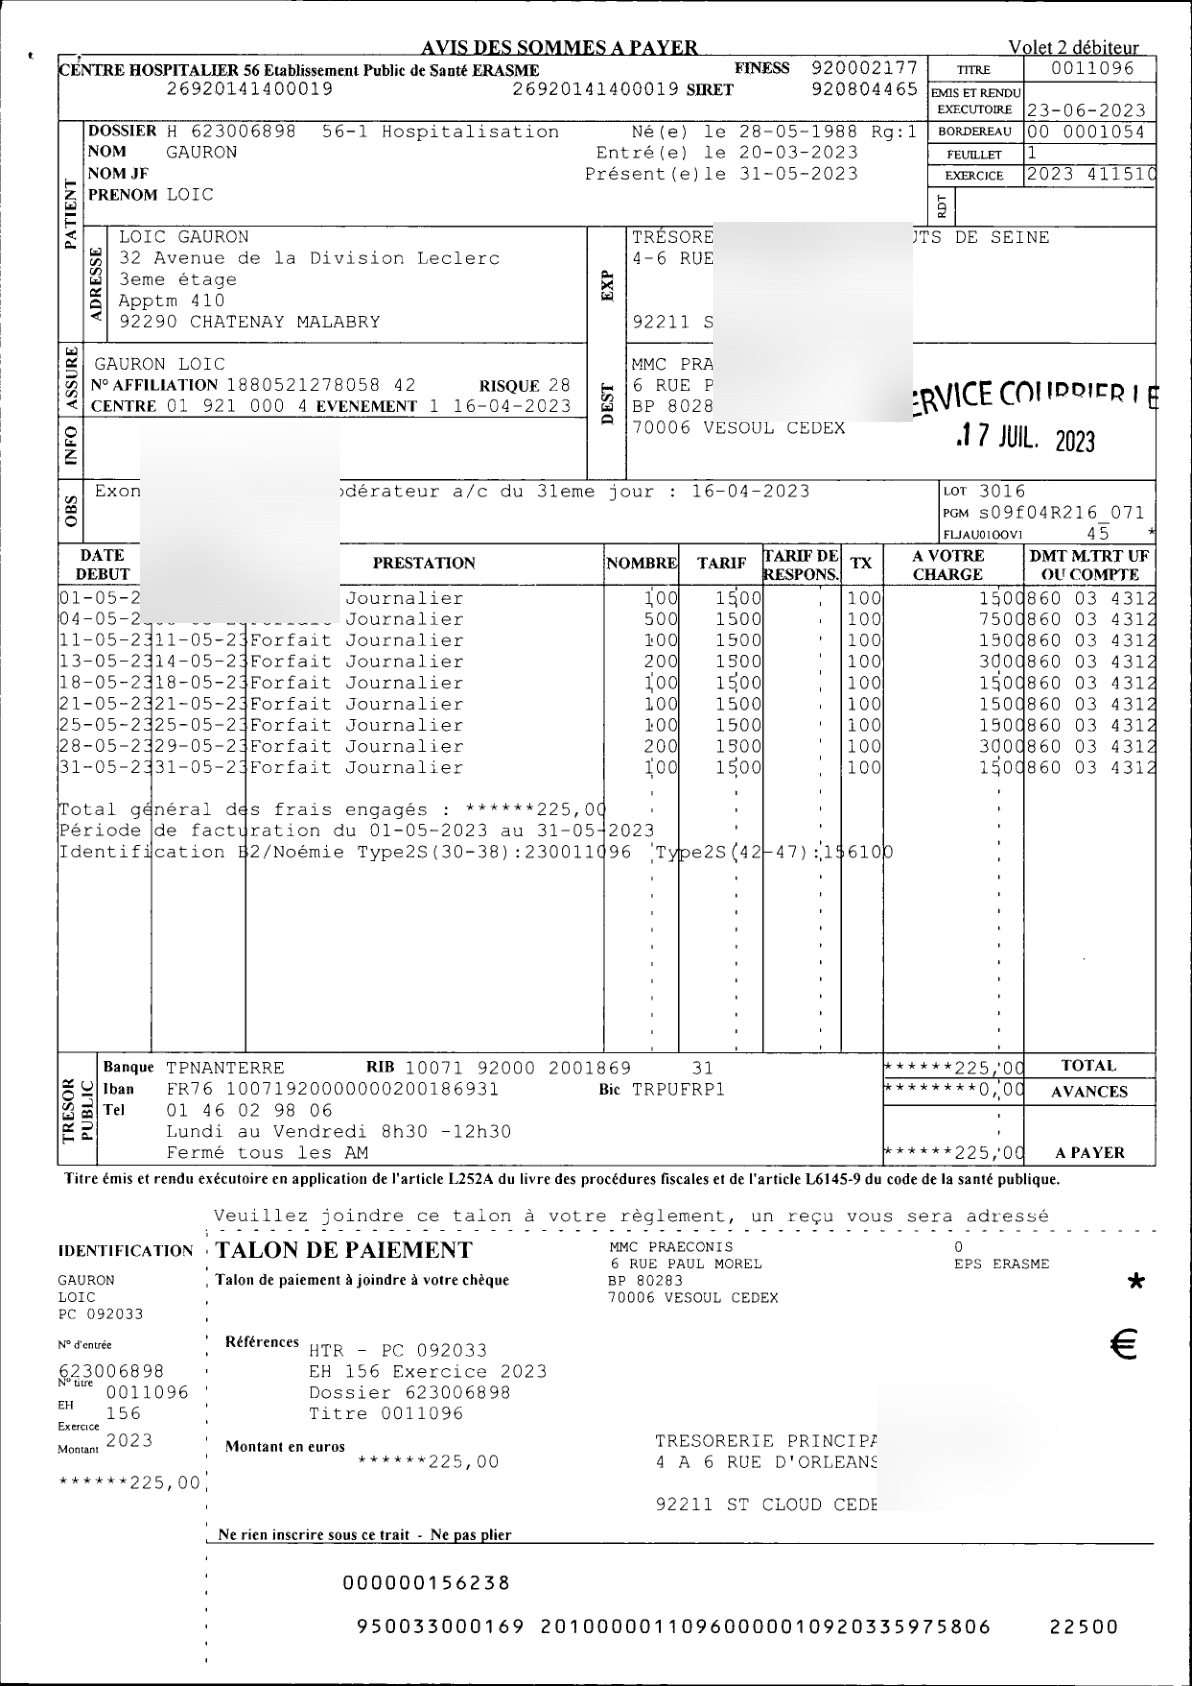 AVIS DES SOMMES A PAYER
Volet 2 débiteur
CENTRE HOSPITALIER 56 Etablissement Public de Santé ERASME
FINESS 920002177
26920141400019 26920141400019 SIRET 920804465
TITRE 0011096
EMIS ET RENDU
EXECUTOIRE 23-06-2023
BORDEREAU 00 0001054
FEUILLET 1
EXERCICE 2023 411510
RDT
PATIENT
DOSSIER H 623006898 56-1 Hospitalisation Né(e) le 28-05-1988 Rg:1
NOM GAURON Entré(e) le 20-03-2023
NOM JF Présent(e)le 31-05-2023
PRENOM LOIC
ADRESSE
LOIC GAURON
32 Avenue de la Division Leclerc
3eme étage
Apptm 410
92290 CHATENAY MALABRY
EXP
TRÉSORE UTS DE SEINE
4-6 RUE
92211 S
ASSURE
GAURON LOIC
N° AFFILIATION 1880521278058 42 RISQUE 28
CENTRE 01 921 000 4 EVENEMENT 1 16-04-2023
DEST
MMC PRA
6 RUE P
BP 8028
70006 VESOUL CEDEX
ERVICE COURRIER LE
17 JUIL. 2023
INFO
OBS
Exon odérateur a/c du 31eme jour : 16-04-2023
LOT 3016
PGM s09f04R216_071
FLJAU010OV1 45 *
DATE DEBUT PRESTATION NOMBRE TARIF TARIF DE RESPONS. TX A VOTRE CHARGE DMT M.TRT UF OU COMPTE
01-05-2 Journalier 100 1500 100 1500 860 03 4312
04-05-2 Journalier 500 1500 100 7500 860 03 4312
11-05-23 11-05-23 Forfait Journalier 100 1500 100 1500 860 03 4312
13-05-23 14-05-23 Forfait Journalier 200 1500 100 3000 860 03 4312
18-05-23 18-05-23 Forfait Journalier 100 1500 100 1500 860 03 4312
21-05-23 21-05-23 Forfait Journalier 100 1500 100 1500 860 03 4312
25-05-23 25-05-23 Forfait Journalier 100 1500 100 1500 860 03 4312
28-05-23 29-05-23 Forfait Journalier 200 1500 100 3000 860 03 4312
31-05-23 31-05-23 Forfait Journalier 100 1500 100 1500 860 03 4312
Total général des frais engagés : ******225,00
Période de facturation du 01-05-2023 au 31-05-2023
Identification B2/Noémie Type2S(30-38):230011096 Type2S(42-47):156100
TRESOR PUBLIC
Banque TPNANTERRE RIB 10071 92000 2001869 31
Iban FR76 10071920000000200186931 Bic TRPUFRP1
Tel 01 46 02 98 06
Lundi au Vendredi 8h30 -12h30
Fermé tous les AM
******225,00 TOTAL
********0,00 AVANCES
******225,00 A PAYER
Titre émis et rendu exécutoire en application de l'article L252A du livre des procédures fiscales et de l'article L6145-9 du code de la santé publique.
Veuillez joindre ce talon à votre règlement, un reçu vous sera adressé
IDENTIFICATION
GAURON
LOIC
PC 092033
N° d'entrée
623006898
N° titre 0011096
EH 156
Exercice 2023
Montant
******225,00
TALON DE PAIEMENT
Talon de paiement à joindre à votre chèque
MMC PRAECONIS
6 RUE PAUL MOREL
BP 80283
70006 VESOUL CEDEX
0
EPS ERASME
*
€
Références HTR - PC 092033
EH 156 Exercice 2023
Dossier 623006898
Titre 0011096
Montant en euros
******225,00
TRESORERIE PRINCIPA
4 A 6 RUE D'ORLEANS
92211 ST CLOUD CEDE
Ne rien inscrire sous ce trait - Ne pas plier
000000156238
950033000169 201000001109600000010920335975806 22500